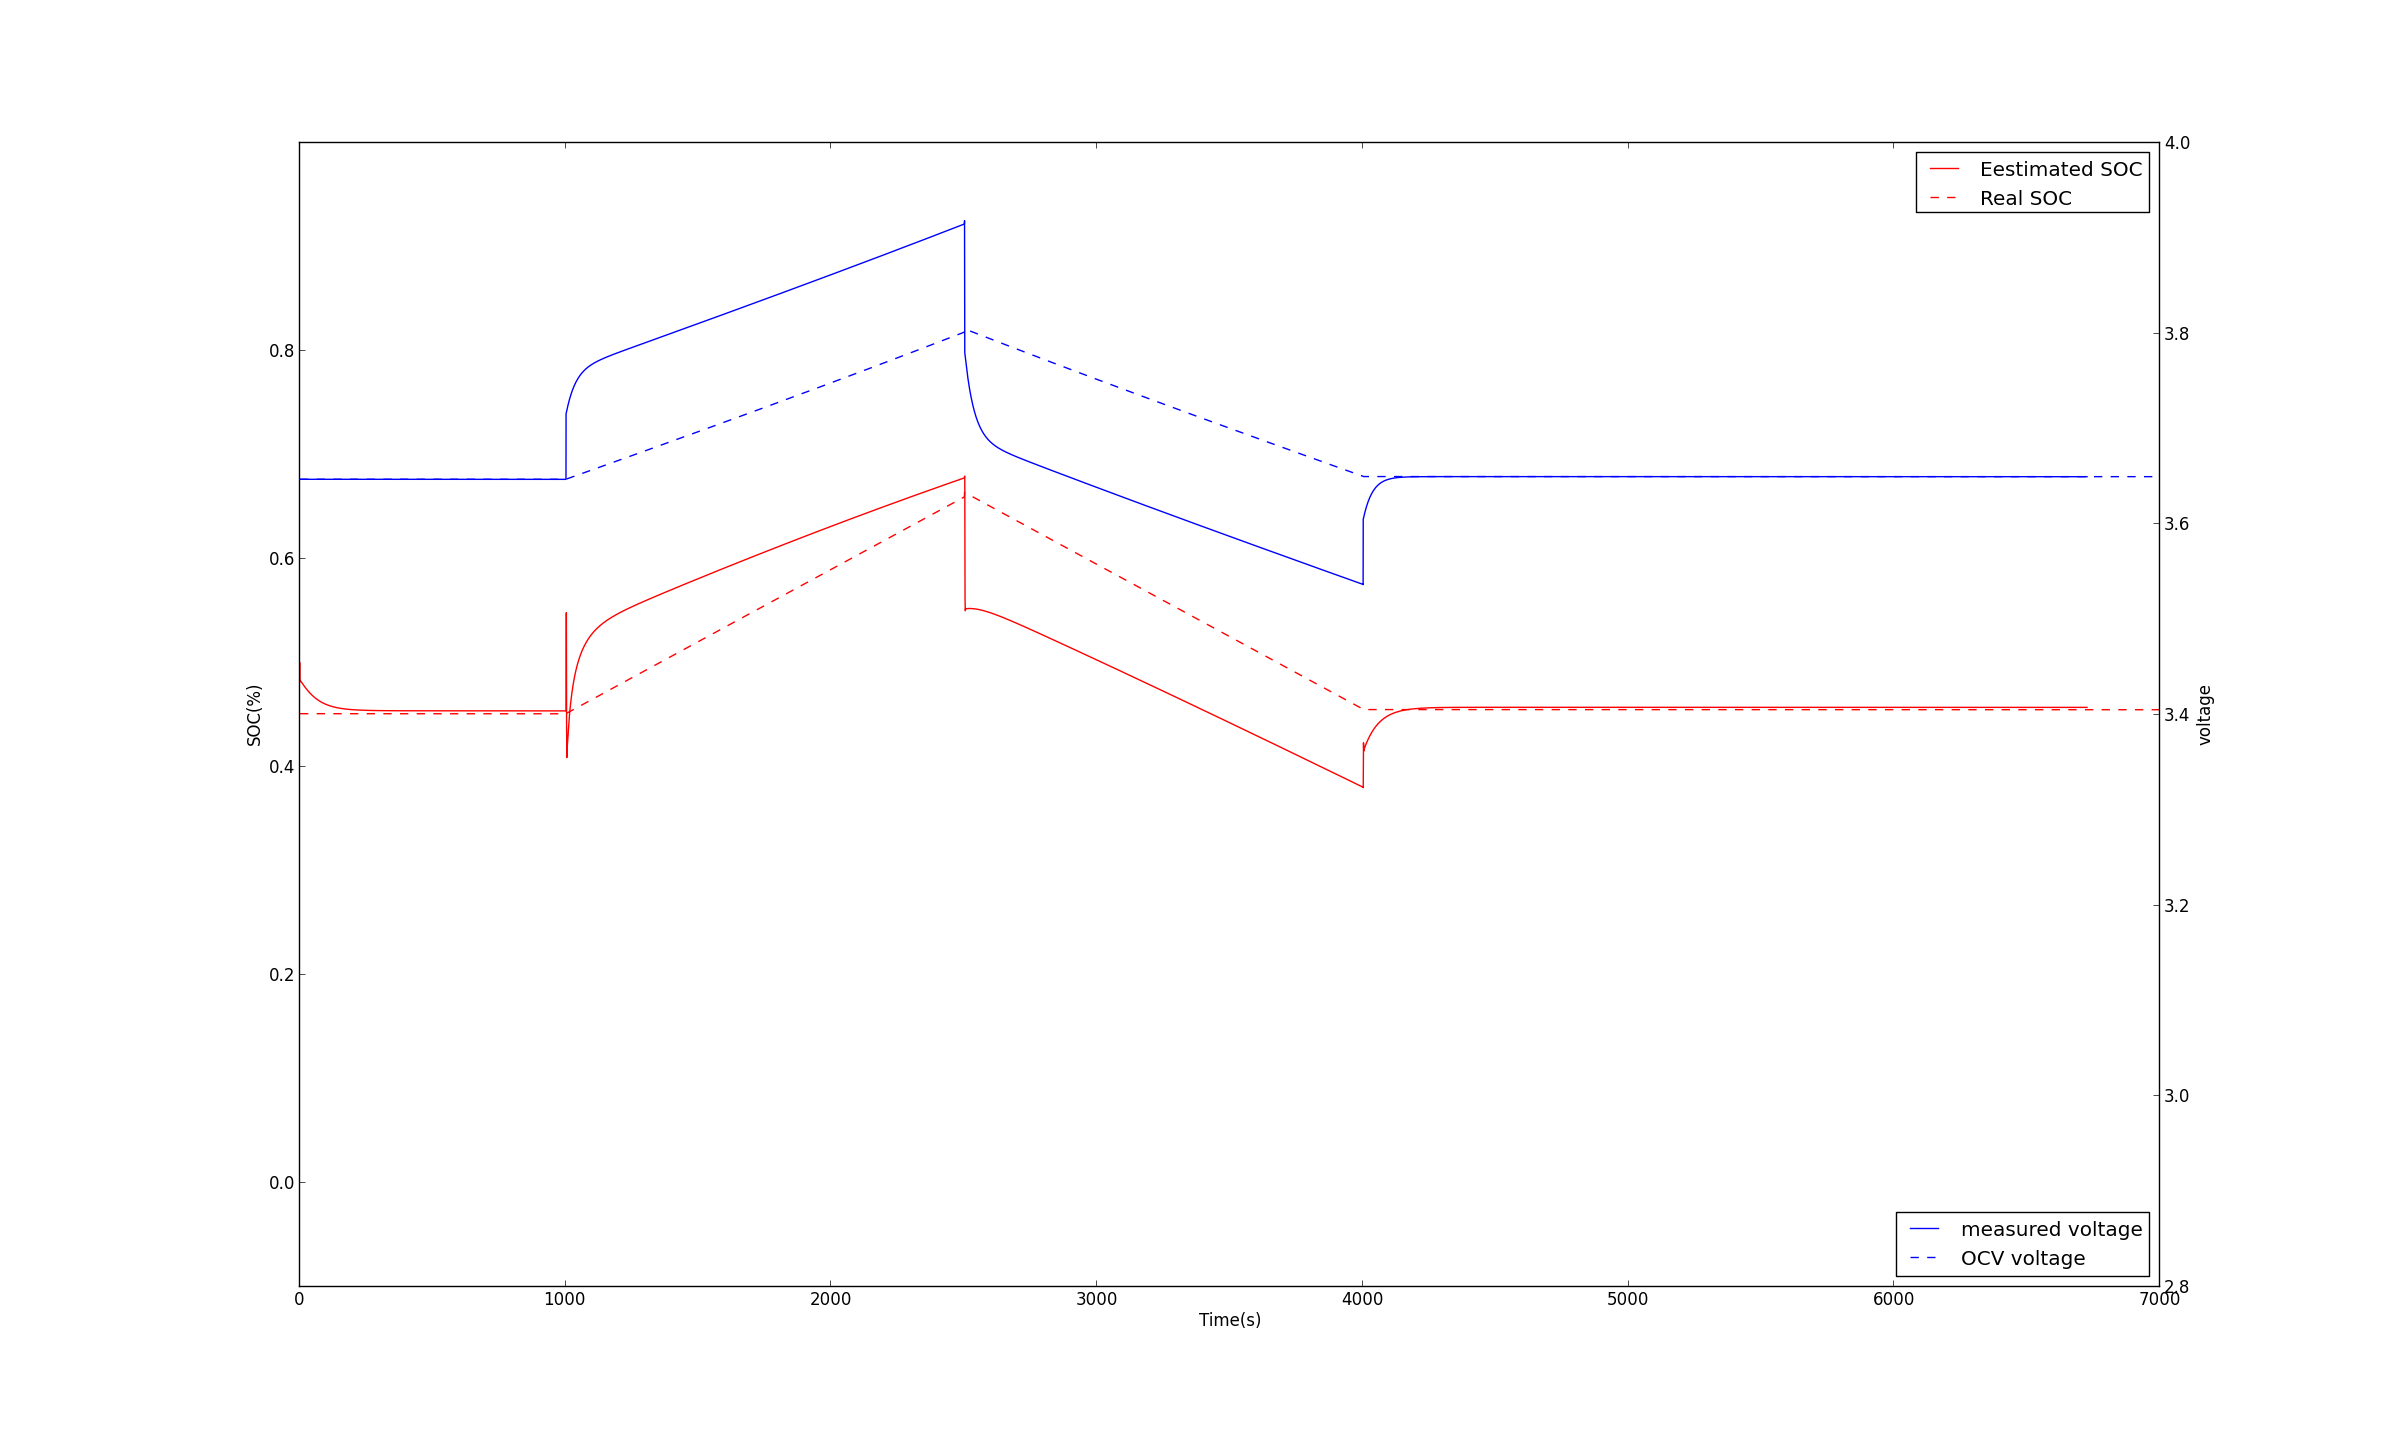 4.0
Eestimated SOC
Real SOC
0.8
3.8
0.6
3.6
SOC(%)
voltage
3.4
0.4
3.2
0.2
3.0
0.0
measured voltage
OCV voltage
2.8
0 1000 2000 3000 4000 5000 6000 7000
Time(s)